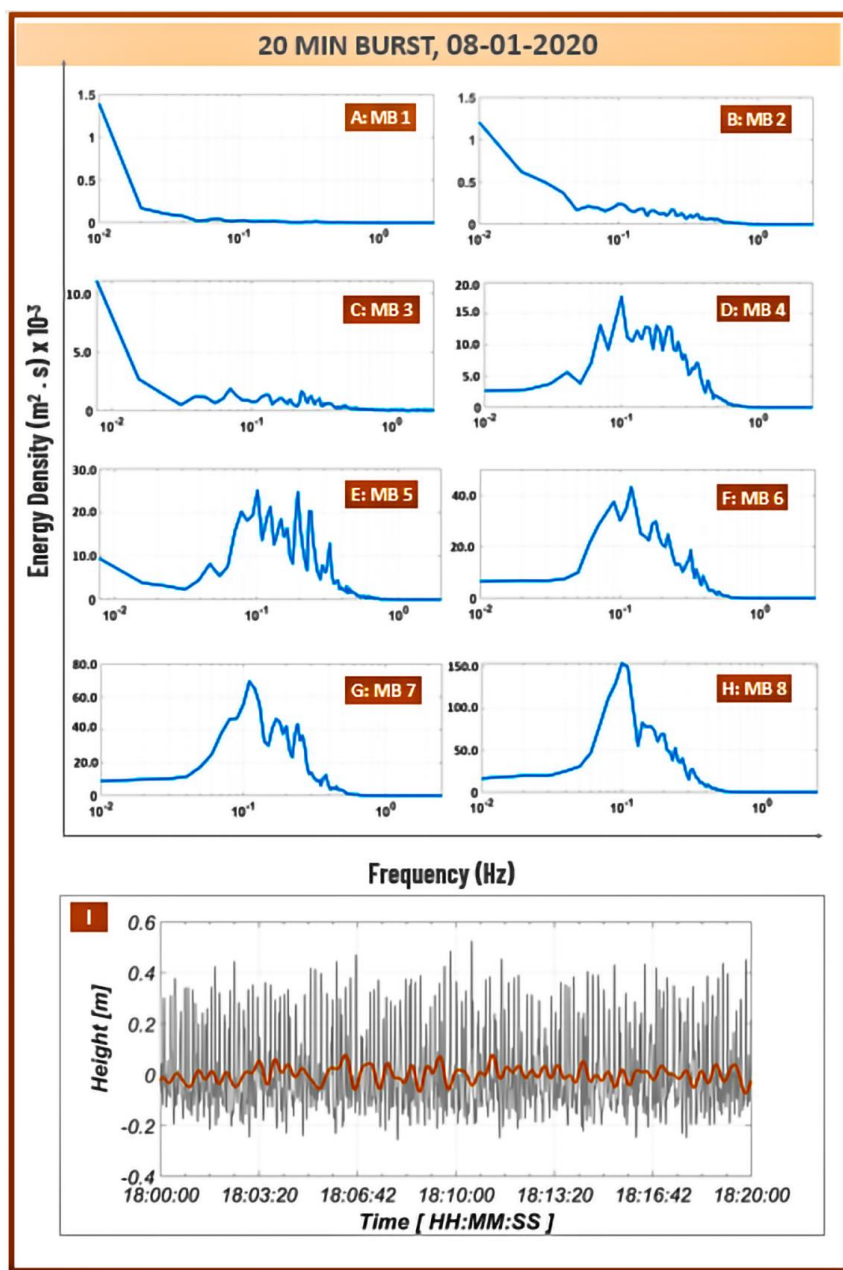 20 MIN BURST, 08-01-2020
Energy Density (m² · s) x 10⁻³
A: MB 1
1.5
1
0.5
0
10⁻² 10⁻¹ 10⁰
B: MB 2
1.5
1
0.5
0
10⁻² 10⁻¹ 10⁰
C: MB 3
10.0
5.0
0
10⁻² 10⁻¹ 10⁰
D: MB 4
20.0
15.0
10.0
5.0
0
10⁻² 10⁻¹ 10⁰
E: MB 5
30.0
20.0
10.0
0
10⁻² 10⁻¹ 10⁰
F: MB 6
40.0
20.0
0
10⁻² 10⁻¹ 10⁰
G: MB 7
80.0
60.0
40.0
20.0
0
10⁻² 10⁻¹ 10⁰
H: MB 8
150.0
100.0
50.0
0
10⁻² 10⁻¹ 10⁰
Frequency (Hz)
I
Height [m]
0.6
0.4
0.2
0
-0.2
-0.4
18:00:00 18:03:20 18:06:42 18:10:00 18:13:20 18:16:42 18:20:00
Time [ HH:MM:SS ]